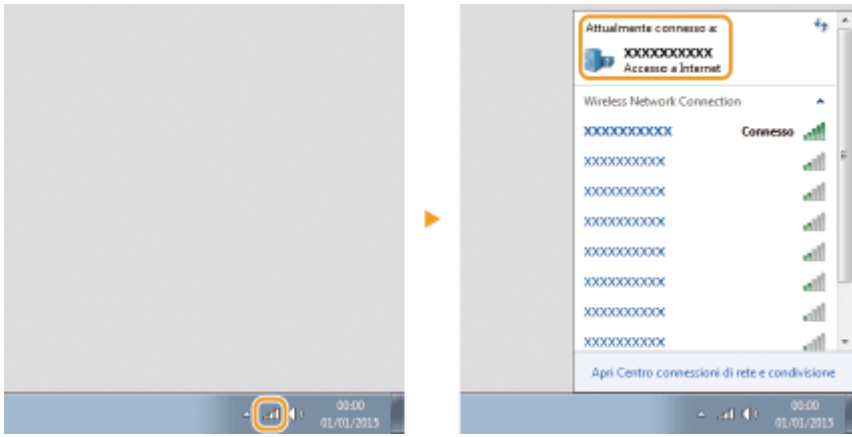 00:00
01/01/2015
Attualmente connesso a:
XXXXXXXXXX
Accesso a Internet
Wireless Network Connection
XXXXXXXXXX Connesso
XXXXXXXXXX
XXXXXXXXXX
XXXXXXXXXX
XXXXXXXXXX
XXXXXXXXXX
XXXXXXXXXX
XXXXXXXXXX
Apri Centro connessioni di rete e condivisione
00:00
01/01/2015